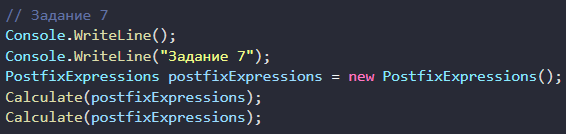 // Задание 7
Console.WriteLine();
Console.WriteLine("Задание 7");
PostfixExpressions postfixExpressions = new PostfixExpressions();
Calculate(postfixExpressions);
Calculate(postfixExpressions);